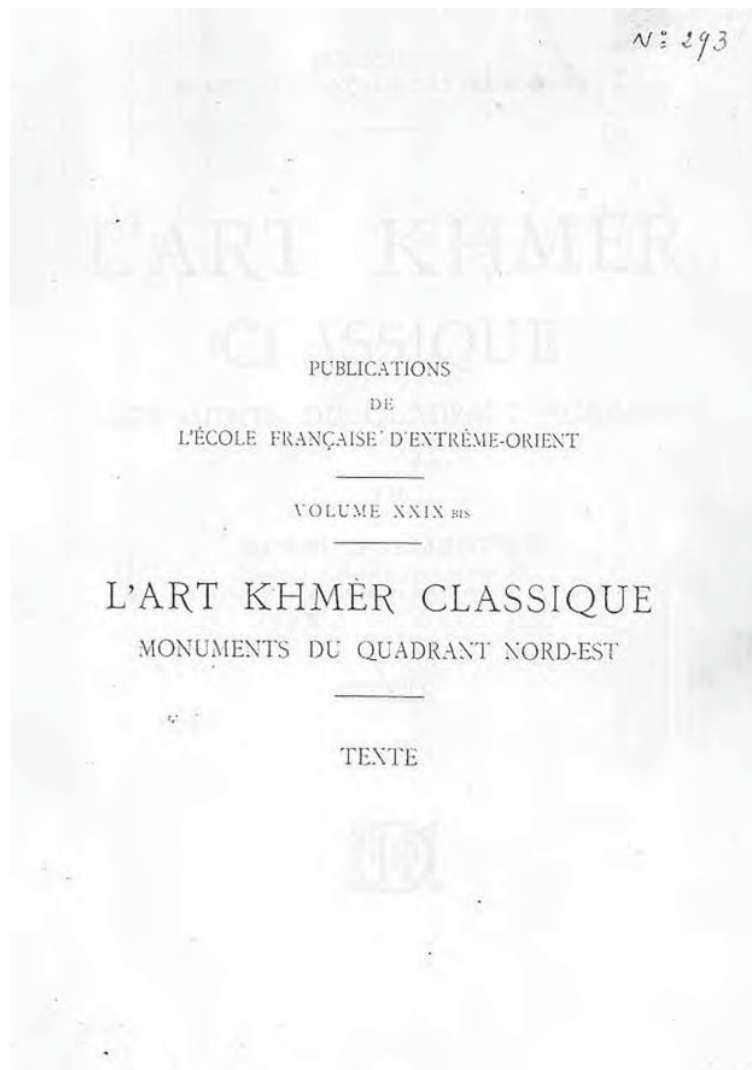 Nº 293
PUBLICATIONS
DE
L'ÉCOLE FRANÇAISE D'EXTRÊME-ORIENT
VOLUME XXIX BIS
L'ART KHMÈR CLASSIQUE
MONUMENTS DU QUADRANT NORD-EST
TEXTE